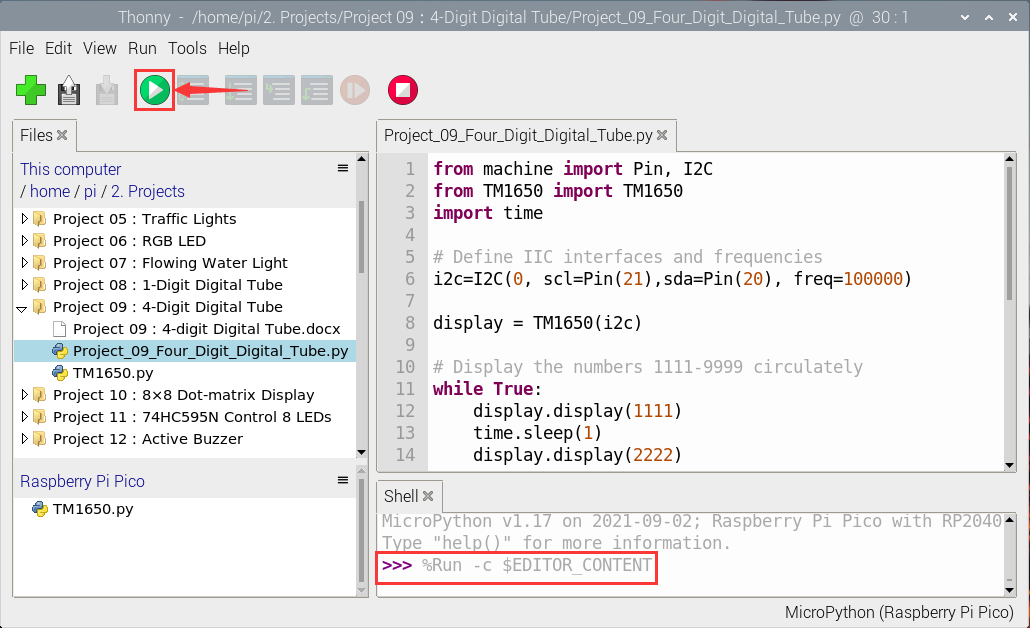 Thonny - /home/pi/2. Projects/Project 09 : 4-Digit Digital Tube/Project_09_Four_Digit_Digital_Tube.py @ 30 : 1
File Edit View Run Tools Help
Files
This computer
/ home / pi / 2. Projects
Project 05 : Traffic Lights
Project 06 : RGB LED
Project 07 : Flowing Water Light
Project 08 : 1-Digit Digital Tube
Project 09 : 4-Digit Digital Tube
Project 09 : 4-digit Digital Tube.docx
Project_09_Four_Digit_Digital_Tube.py
TM1650.py
Project 10 : 8×8 Dot-matrix Display
Project 11 : 74HC595N Control 8 LEDs
Project 12 : Active Buzzer
Raspberry Pi Pico
TM1650.py
Project_09_Four_Digit_Digital_Tube.py
1 from machine import Pin, I2C
2 from TM1650 import TM1650
3 import time
4
5 # Define IIC interfaces and frequencies
6 i2c=I2C(0, scl=Pin(21),sda=Pin(20), freq=100000)
7
8 display = TM1650(i2c)
9
10 # Display the numbers 1111-9999 circulately
11 while True:
12     display.display(1111)
13     time.sleep(1)
14     display.display(2222)
Shell
MicroPython v1.17 on 2021-09-02; Raspberry Pi Pico with RP2040
Type "help()" for more information.
>>> %Run -c $EDITOR_CONTENT
MicroPython (Raspberry Pi Pico)